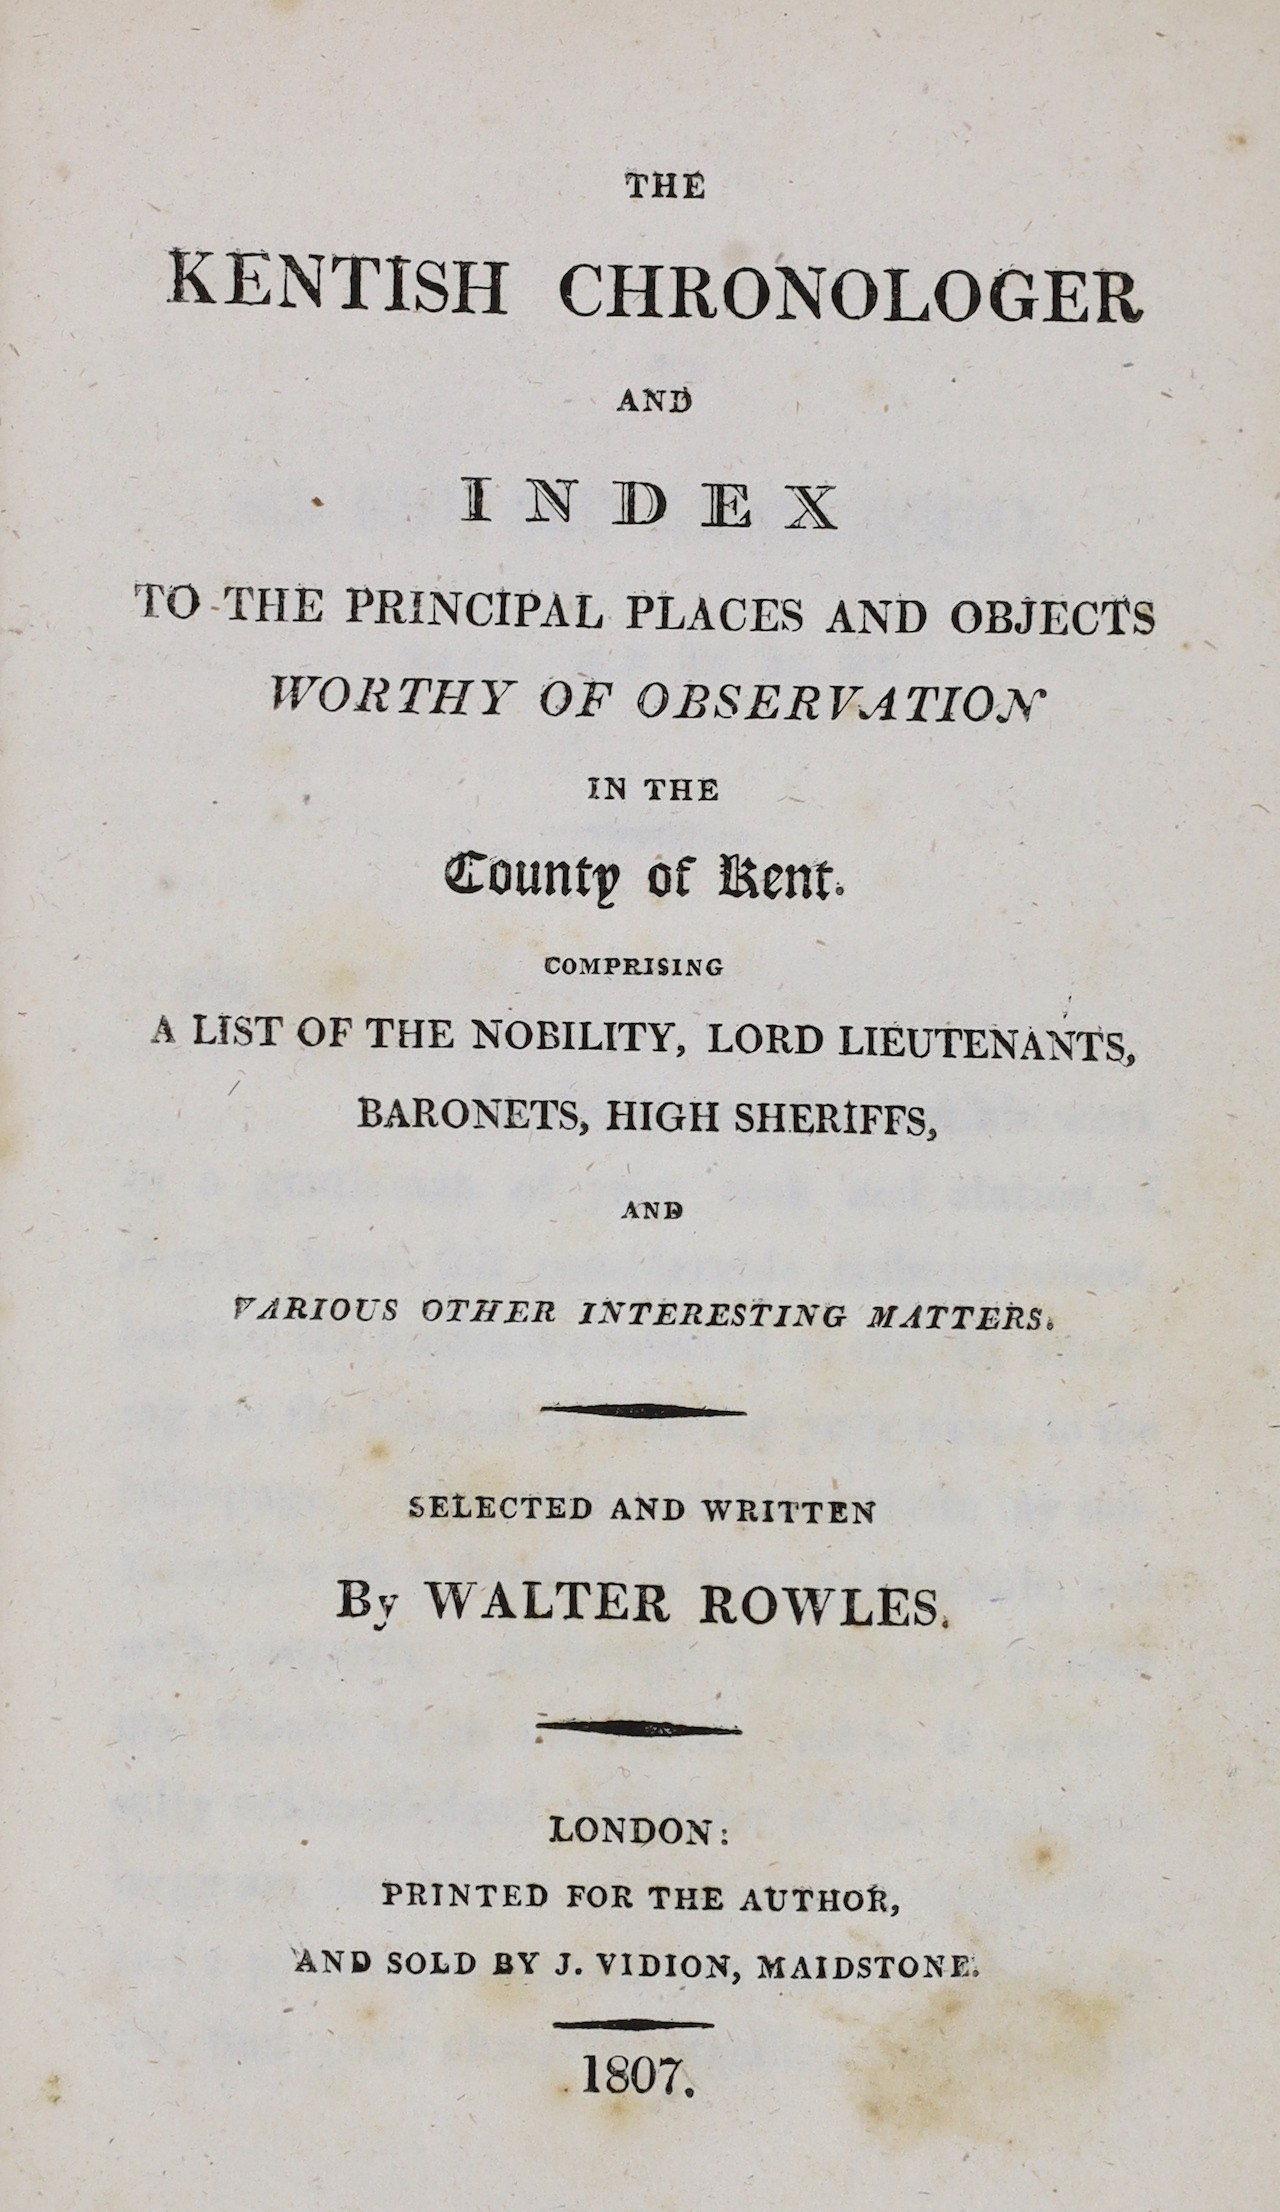 THE
KENTISH CHRONOLOGER
AND
INDEX
TO THE PRINCIPAL PLACES AND OBJECTS
WORTHY OF OBSERVATION
IN THE
County of Kent.
COMPRISING
A LIST OF THE NOBILITY, LORD LIEUTENANTS,
BARONETS, HIGH SHERIFFS,
AND
VARIOUS OTHER INTERESTING MATTERS.
SELECTED AND WRITTEN
By WALTER ROWLES.
LONDON:
PRINTED FOR THE AUTHOR,
AND SOLD BY J. VIDION, MAIDSTONE.
1807.